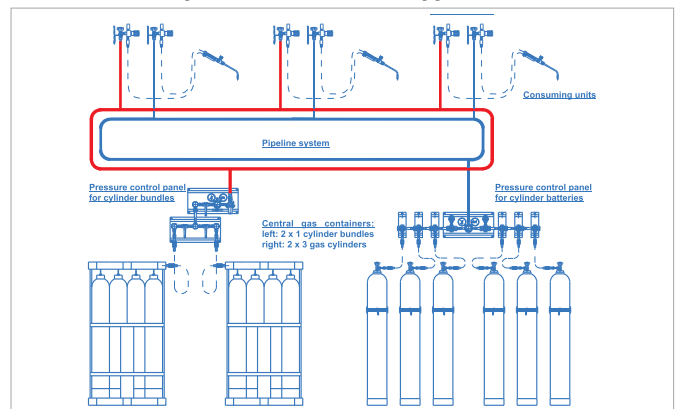 Consuming units
Pipeline system
Pressure control panel
for cylinder bundles
Pressure control panel
for cylinder batteries
Central gas containers:
left: 2 x 1 cylinder bundles
right: 2 x 3 gas cylinders